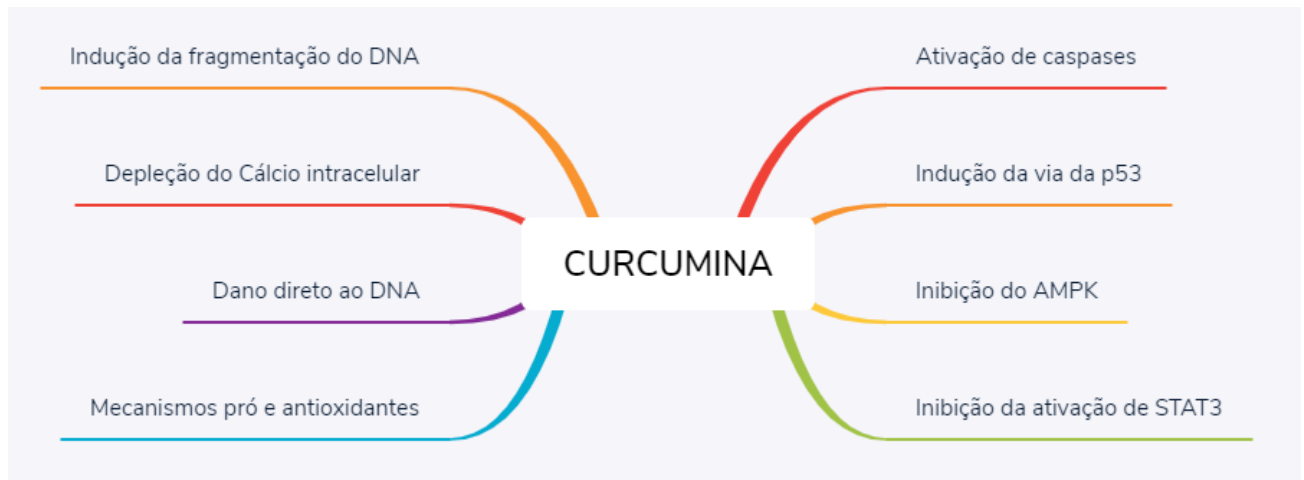 Indução da fragmentação do DNA
Depleção do Cálcio intracelular
Dano direto ao DNA
Mecanismos pró e antioxidantes
CURCUMINA
Ativação de caspases
Indução da via da p53
Inibição do AMPK
Inibição da ativação de STAT3